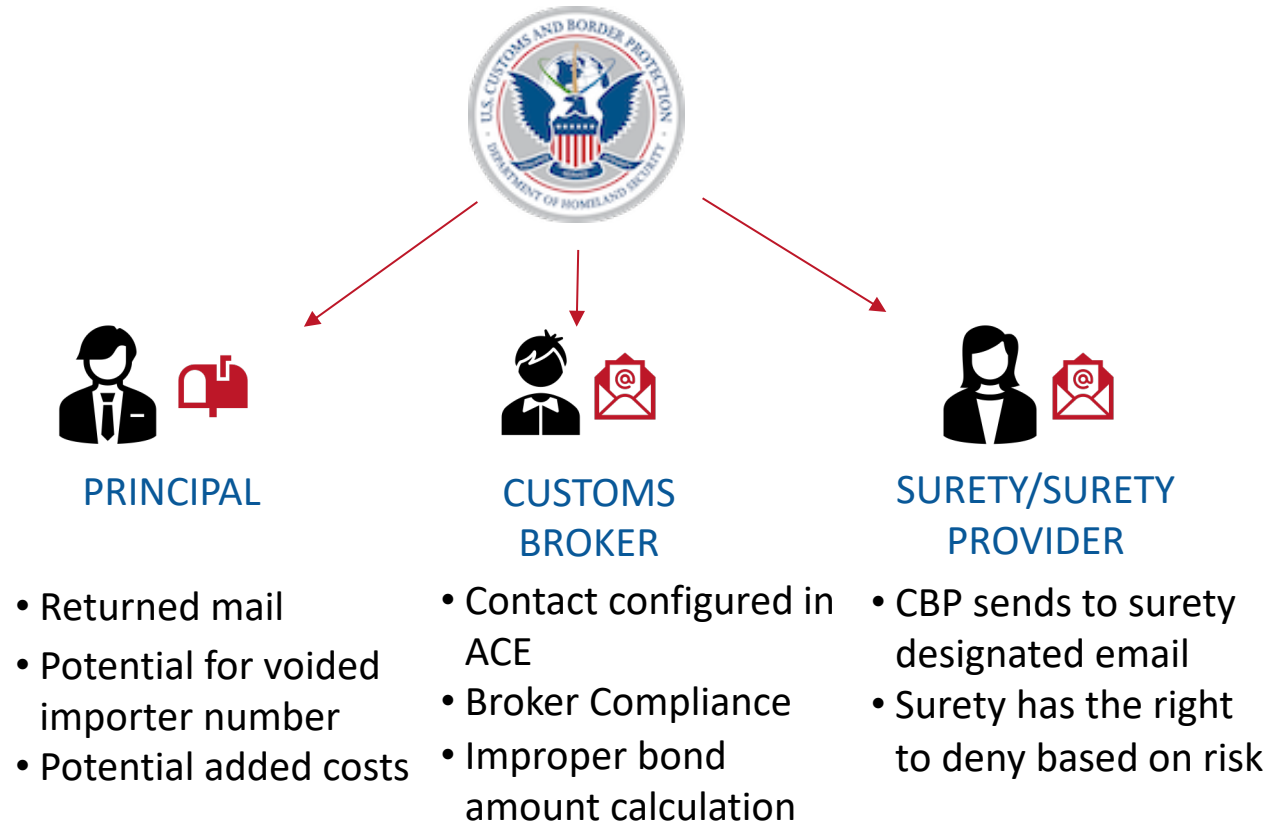 U.S. CUSTOMS AND BORDER PROTECTION
DEPARTMENT OF HOMELAND SECURITY
@
@
PRINCIPAL
• Returned mail
• Potential for voided
importer number
• Potential added costs
CUSTOMS
BROKER
• Contact configured in
ACE
• Broker Compliance
• Improper bond
amount calculation
SURETY/SURETY
PROVIDER
• CBP sends to surety
designated email
• Surety has the right
to deny based on risk